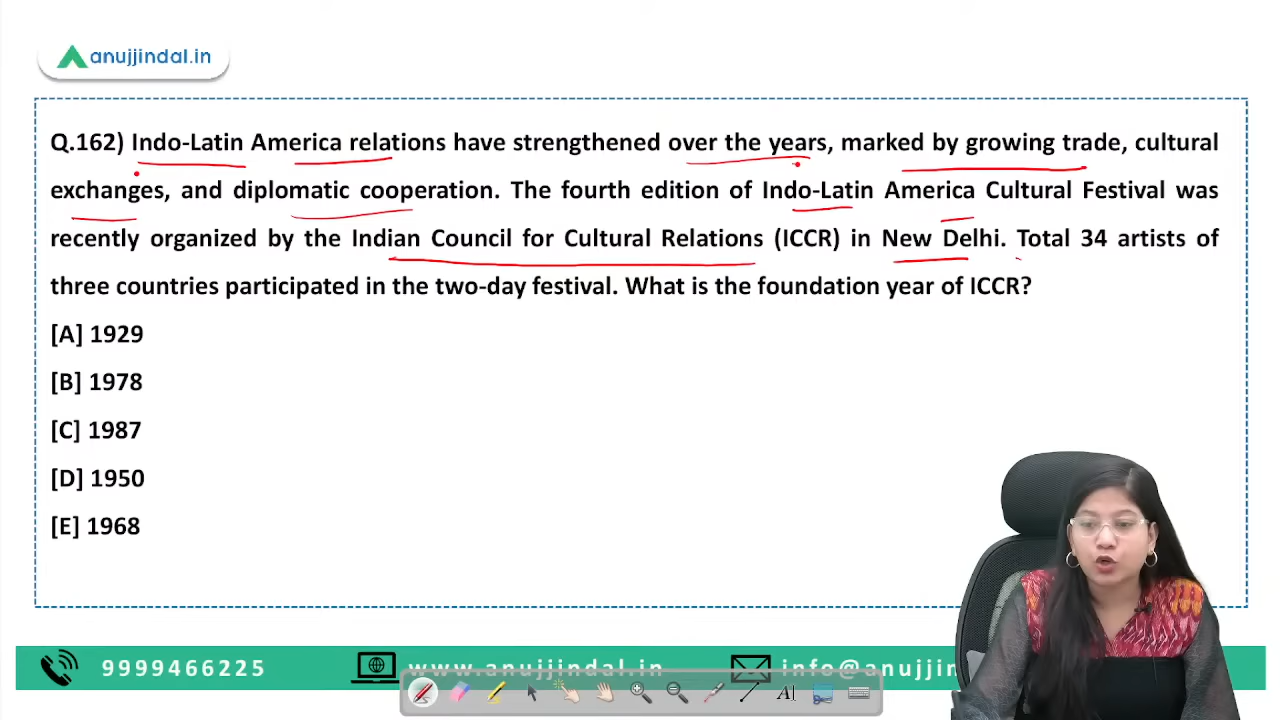 anujjindal.in
Q.162) Indo-Latin America relations have strengthened over the years, marked by growing trade, cultural
exchanges, and diplomatic cooperation. The fourth edition of Indo-Latin America Cultural Festival was
recently organized by the Indian Council for Cultural Relations (ICCR) in New Delhi. Total 34 artists of
three countries participated in the two-day festival. What is the foundation year of ICCR?
[A] 1929
[B] 1978
[C] 1987
[D] 1950
[E] 1968
9999466225 www.anujjindal.in info@anujjin
AI